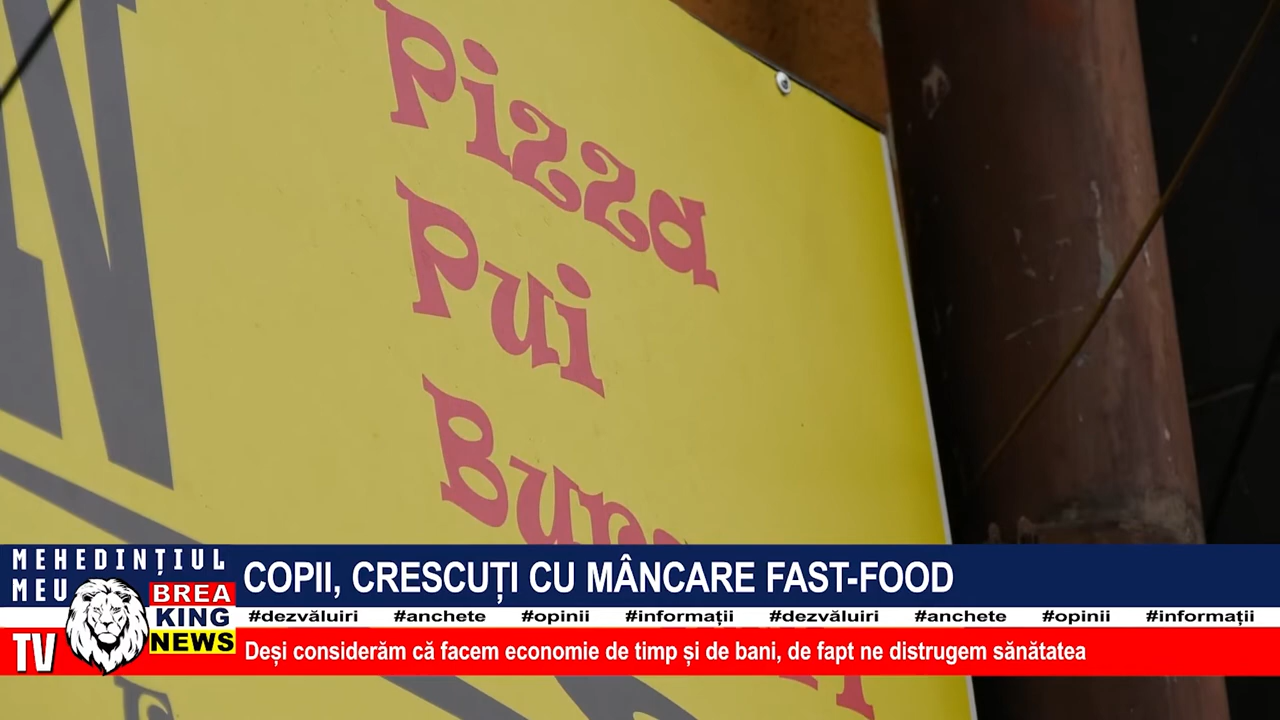 Pizza
Pui
MEHEDINȚIUL
MEU
TV
BREA
KING
NEWS
COPII, CRESCUȚI CU MÂNCARE FAST-FOOD
#dezvăluiri #anchete #opinii #informații #dezvăluiri #anchete #opinii #informații
Deși considerăm că facem economie de timp și de bani, de fapt ne distrugem sănătatea